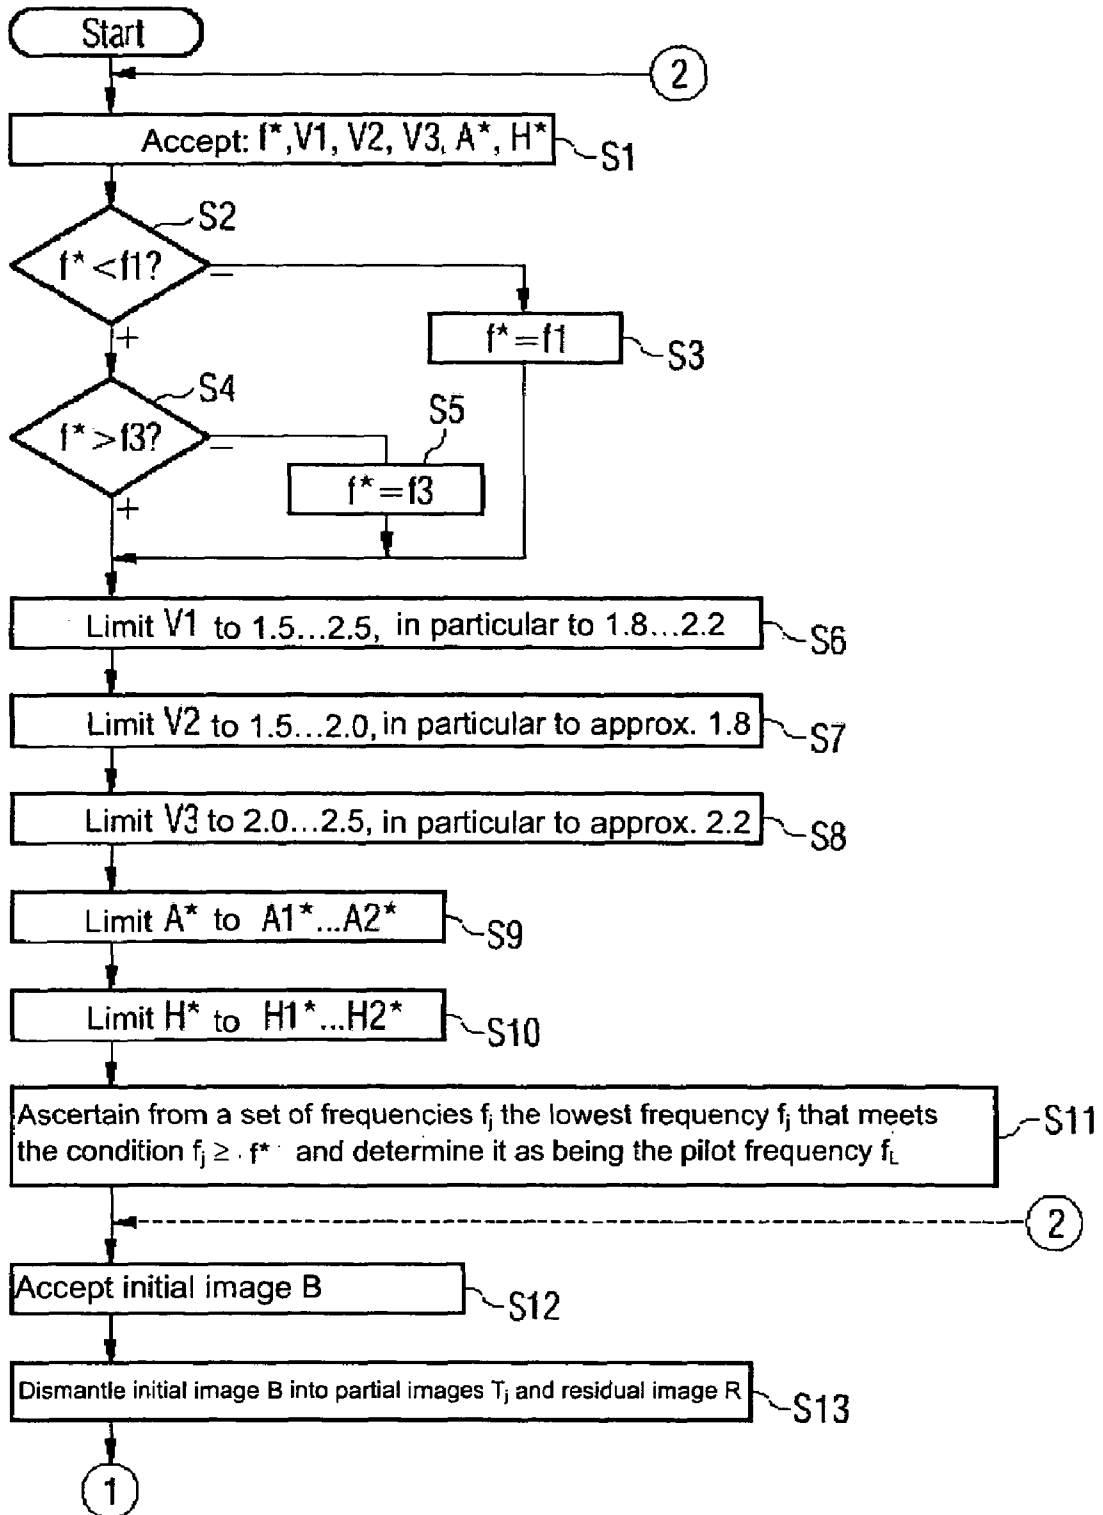 Start
2
Accept: f*, V1, V2, V3, A*, H*
S1
S2
f* <f1?
–
+
f*=f1
S3
S4
f* >f3?
–
+
S5
f*=f3
Limit V1 to 1.5...2.5, in particular to 1.8...2.2
S6
Limit V2 to 1.5...2.0, in particular to approx. 1.8
S7
Limit V3 to 2.0...2.5, in particular to approx. 2.2
S8
Limit A* to A1*...A2*
S9
Limit H* to H1*...H2*
S10
Ascertain from a set of frequencies fj the lowest frequency fj that meets
the condition fj ≥ f* and determine it as being the pilot frequency fL
S11
2
Accept initial image B
S12
Dismantle initial image B into partial images Tj and residual image R
S13
1